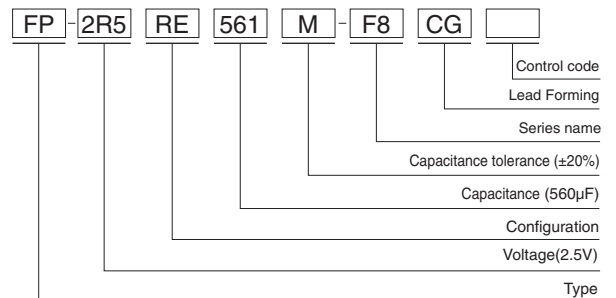 FP - 2R5 RE 561 M - F8 CG
Control code
Lead Forming
Series name
Capacitance tolerance (±20%)
Capacitance (560µF)
Configuration
Voltage(2.5V)
Type